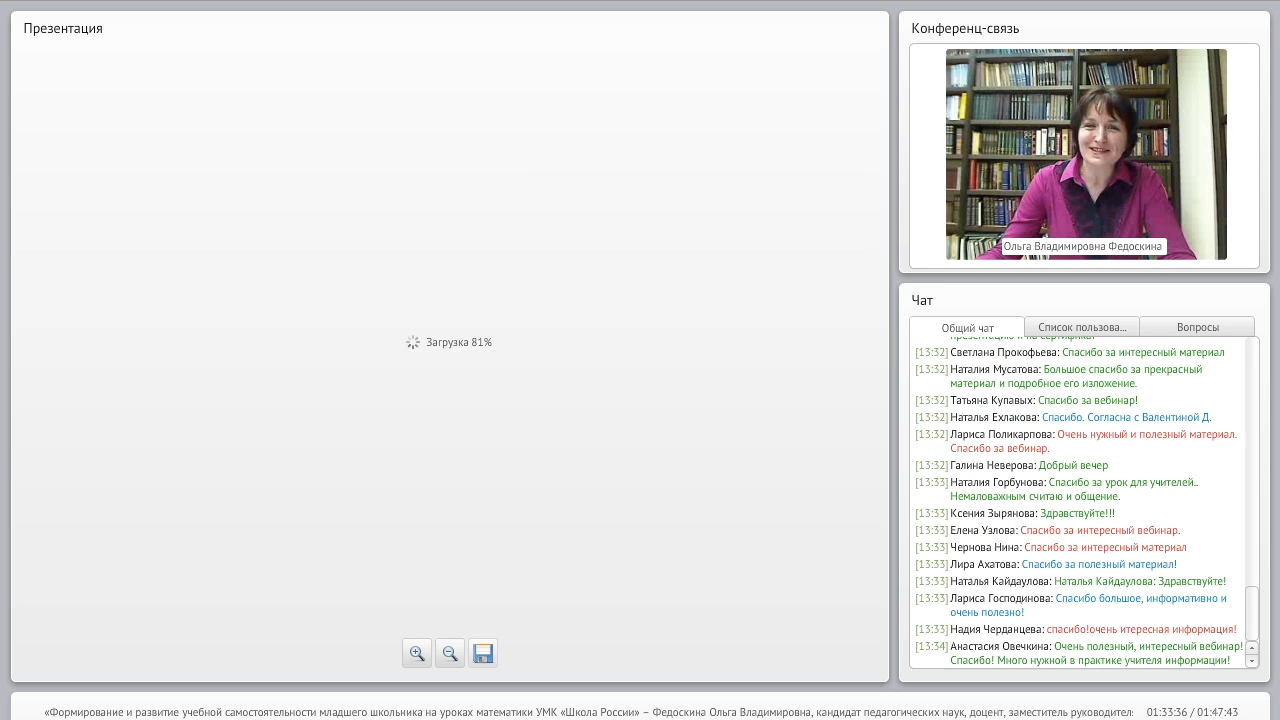 Презентация
Загрузка 81%
Конференц-связь
Ольга Владимировна Федоскина
Чат
Общий чат
Список пользова...
Вопросы
презентацию и на сертификат
[13:32] Светлана Прокофьева: Спасибо за интересный материал
[13:32] Наталия Мусатова: Большое спасибо за прекрасный
материал и подробное его изложение.
[13:32] Татьяна Купавых: Спасибо за вебинар!
[13:32] Наталья Ехлакова: Спасибо. Согласна с Валентиной Д.
[13:32] Лариса Поликарпова: Очень нужный и полезный материал.
Спасибо за вебинар.
[13:32] Галина Неверова: Добрый вечер
[13:33] Наталия Горбунова: Спасибо за урок для учителей..
Немаловажным считаю и общение.
[13:33] Ксения Зырянова: Здравствуйте!!!
[13:33] Елена Узлова: Спасибо за интересный вебинар.
[13:33] Чернова Нина: Спасибо за интересный материал
[13:33] Лира Ахатова: Спасибо за полезный материал!
[13:33] Наталья Кайдаулова: Наталья Кайдаулова: Здравствуйте!
[13:33] Лариса Господинова: Спасибо большое, информативно и
очень полезно!
[13:33] Надия Черданцева: спасибо!очень итересная информация!
[13:34] Анастасия Овечкина: Очень полезный, интересный вебинар!
Спасибо! Много нужной в практике учителя информации!
«Формирование и развитие учебной самостоятельности младшего школьника на уроках математики УМК «Школа России» – Федоскина Ольга Владимировна, кандидат педагогических наук, доцент, заместитель руководител 01:33:36 / 01:47:43